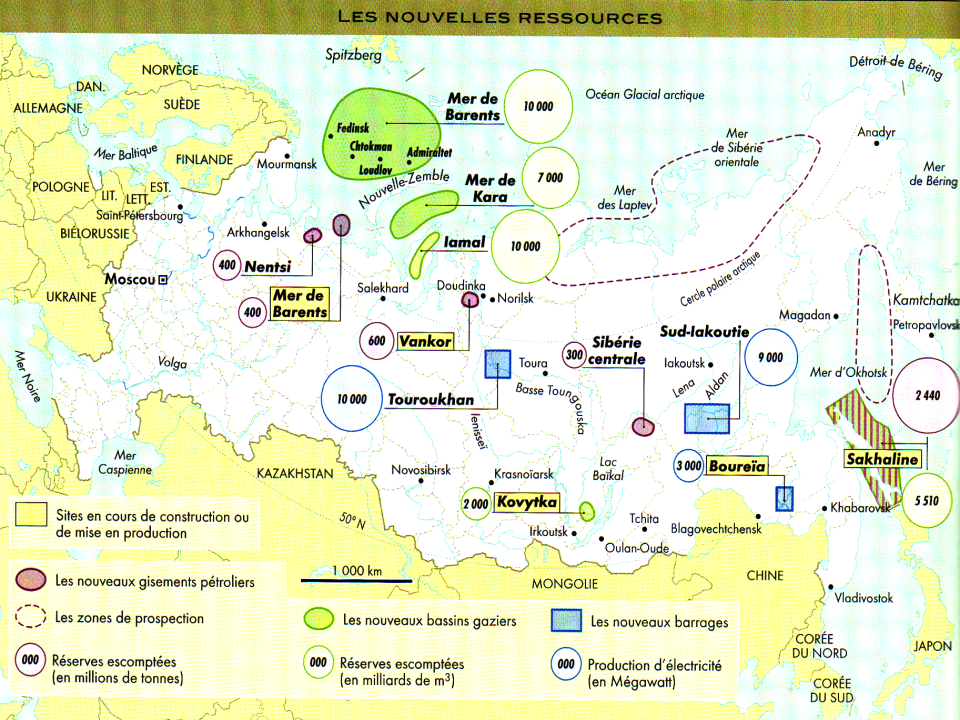 LES NOUVELLES RESSOURCES
Spitzberg
Détroit de Béring
NORVÈGE
DAN.
ALLEMAGNE
SUÈDE
Mer de
Barents
10 000
Océan Glacial arctique
Fedinsk
Chtokman
Admiraltet
Loudlov
Anadyr
Mer
de Sibérie
orientale
Mer Baltique
FINLANDE
Mourmansk
Mer
de Béring
POLOGNE
LIT.
LETT.
EST.
Nouvelle-Zemble
Mer de
Kara
7 000
Mer
des Laptev
Saint-Pétersbourg
BIÉLORUSSIE
Arkhangelsk
Iamal
10 000
400
Nentsi
Moscou
Cercle polaire arctique
UKRAINE
Mer de
Barents
400
Salekhard
Doudinka
Norilsk
Kamtchatka
Magadan
Petropavlovsk
600
Vankor
300
Sibérie
centrale
Sud-Iakoutie
9 000
Mer Noire
Volga
Toura
Iakoutsk
Mer d'Okhotsk
Basse Toungouska
Lena
Aldan
10 000
Touroukhan
2 440
Ienisseï
Mer
Caspienne
KAZAKHSTAN
Novosibirsk
Krasnoïarsk
Lac
Baïkal
3 000
Boureïa
Sakhaline
2 000
Kovytka
5 510
Khabarovsk
50° N
Irkoutsk
Tchita
Blagovechtchensk
Oulan-Oude
Sites en cours de construction ou
de mise en production
1 000 km
MONGOLIE
CHINE
Vladivostok
Les nouveaux gisements pétroliers
Les zones de prospection
Les nouveaux bassins gaziers
Les nouveaux barrages
000
Réserves escomptées
(en millions de tonnes)
000
Réserves escomptées
(en milliards de m³)
000
Production d'électricité
(en Mégawatt)
CORÉE
DU NORD
JAPON
CORÉE
DU SUD